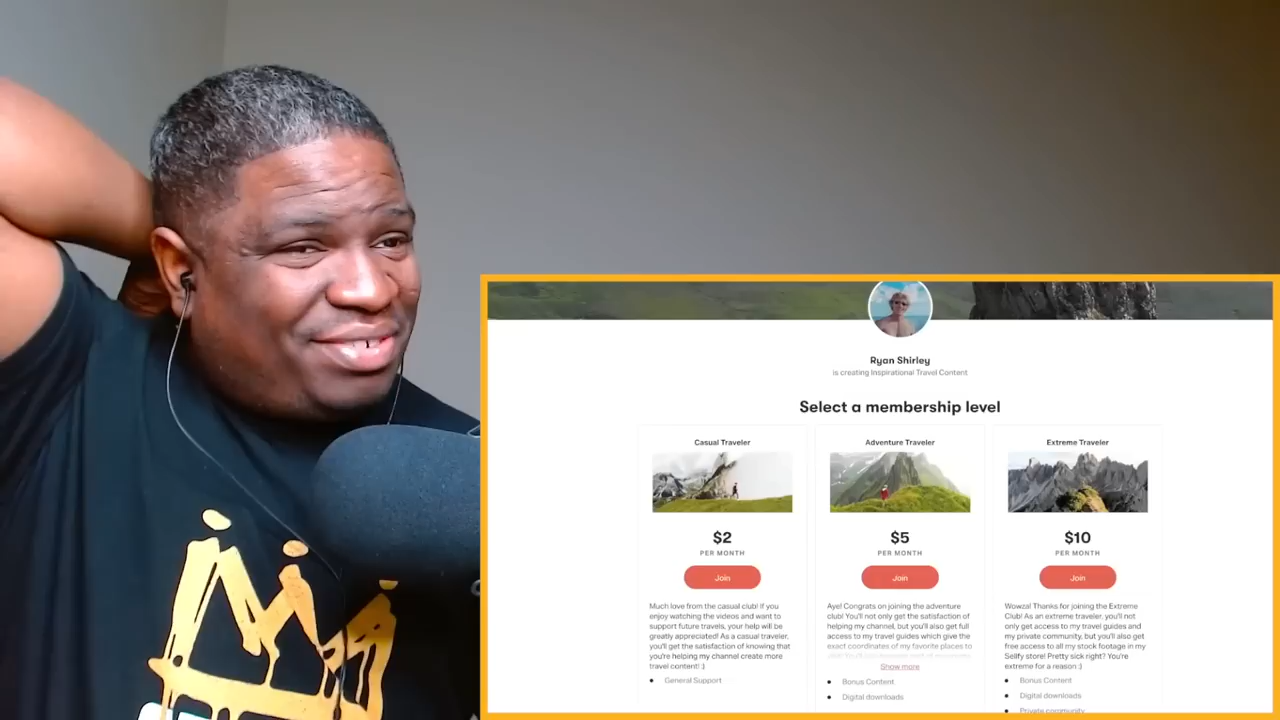 Ryan Shirley
is creating Inspirational Travel Content
Select a membership level
Casual Traveler
$2
PER MONTH
Join
Much love from the casual club! If you
enjoy watching the videos and want to
support future travels, your help will be
greatly appreciated! As a casual traveler,
you'll get the satisfaction of knowing that
you're helping my channel create more
travel content! :)
General Support
Adventure Traveler
$5
PER MONTH
Join
Aye! Congrats on joining the adventure
club! You'll not only get the satisfaction of
helping my channel, but you'll also get full
access to my travel guides which give the
exact coordinates of my favorite places to
Show more
Bonus Content
Digital downloads
Extreme Traveler
$10
PER MONTH
Join
Wowza! Thanks for joining the Extreme
Club! As an extreme traveler, you'll not
only get access to my travel guides and
my private community, but you'll also get
free access to all my stock footage in my
Sellfy store! Pretty sick right? You're
extreme for a reason ;)
Bonus Content
Digital downloads
Private community